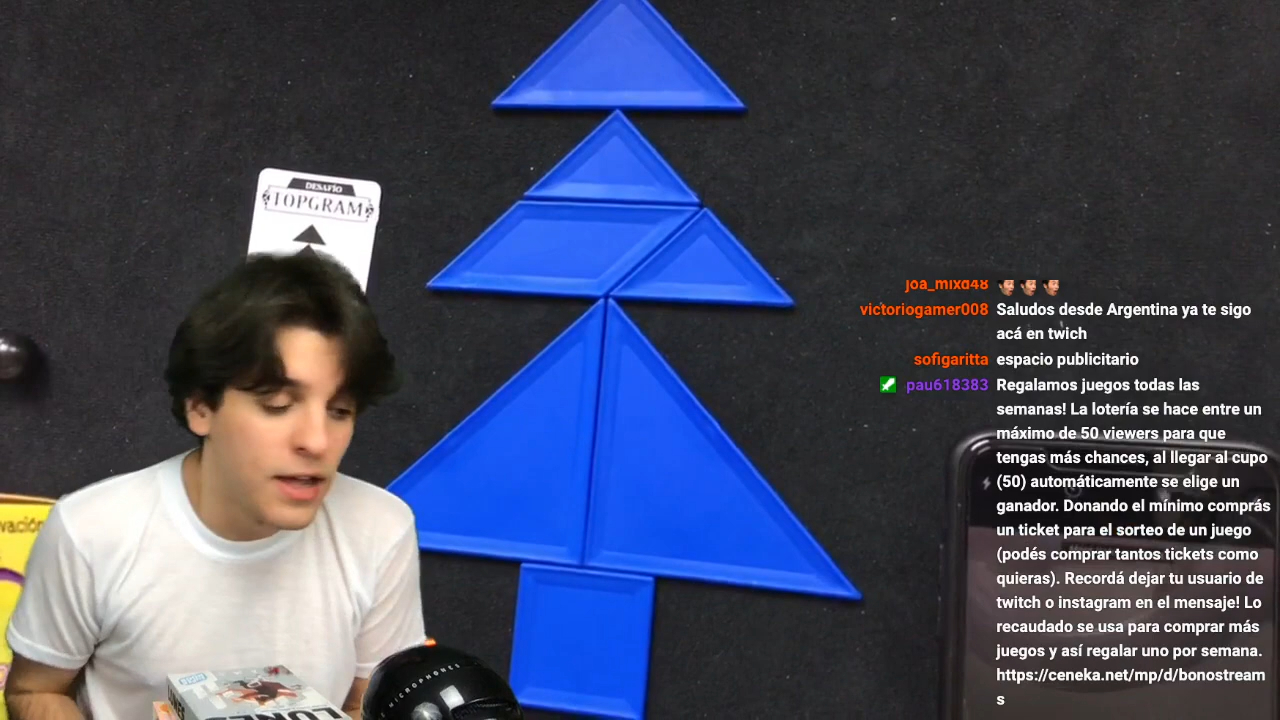 DESAFÍO
TOPGRAM
joa_mixd48
victoriogamer008 Saludos desde Argentina ya te sigo
acá en twich
sofigaritta espacio publicitario
pau618383 Regalamos juegos todas las
semanas! La lotería se hace entre un
máximo de 50 viewers para que
tengas más chances, al llegar al cupo
(50) automáticamente se elige un
ganador. Donando el mínimo comprás
un ticket para el sorteo de un juego
(podés comprar tantos tickets como
quieras). Recordá dejar tu usuario de
twitch o instagram en el mensaje! Lo
recaudado se usa para comprar más
juegos y así regalar uno por semana.
https://ceneka.net/mp/d/bonostream
s
vación
MICROPHONES